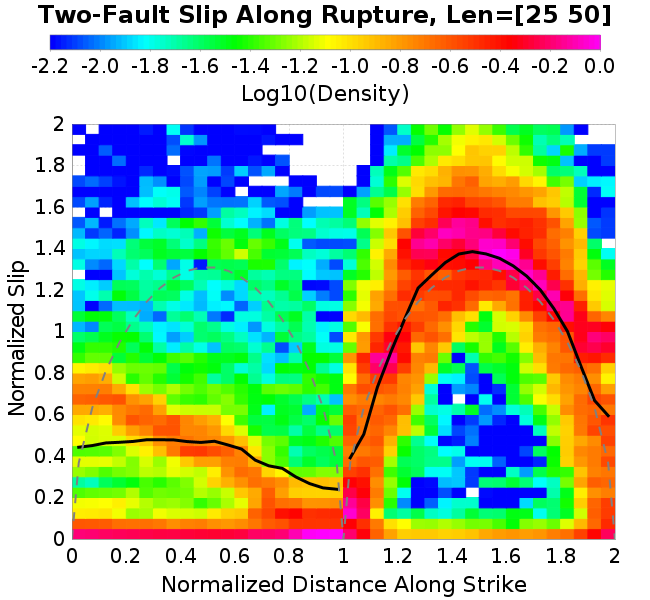 Two-Fault Slip Along Rupture, Len=[25 50]
-2.2 -2.0 -1.8 -1.6 -1.4 -1.2 -1.0 -0.8 -0.6 -0.4 -0.2 0.0
Log10(Density)
2
1.8
1.6
1.4
1.2
1
0.8
0.6
0.4
0.2
0
Normalized Slip
0 0.2 0.4 0.6 0.8 1 1.2 1.4 1.6 1.8 2
Normalized Distance Along Strike